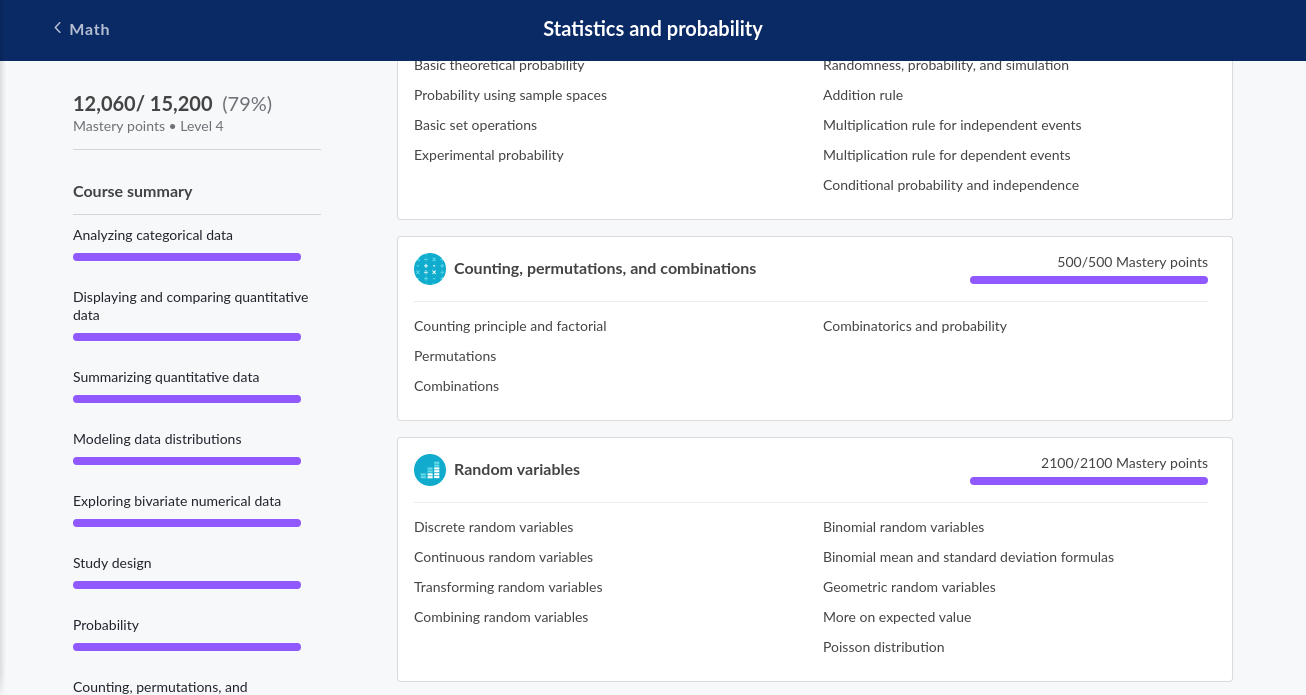 Math
Statistics and probability
12,060/ 15,200 (79%)
Mastery points • Level 4
Course summary
Analyzing categorical data
Displaying and comparing quantitative
data
Summarizing quantitative data
Modeling data distributions
Exploring bivariate numerical data
Study design
Probability
Counting, permutations, and
Basic theoretical probability
Probability using sample spaces
Basic set operations
Experimental probability
Randomness, probability, and simulation
Addition rule
Multiplication rule for independent events
Multiplication rule for dependent events
Conditional probability and independence
Counting, permutations, and combinations
500/500 Mastery points
Counting principle and factorial
Permutations
Combinations
Combinatorics and probability
Random variables
2100/2100 Mastery points
Discrete random variables
Continuous random variables
Transforming random variables
Combining random variables
Binomial random variables
Binomial mean and standard deviation formulas
Geometric random variables
More on expected value
Poisson distribution